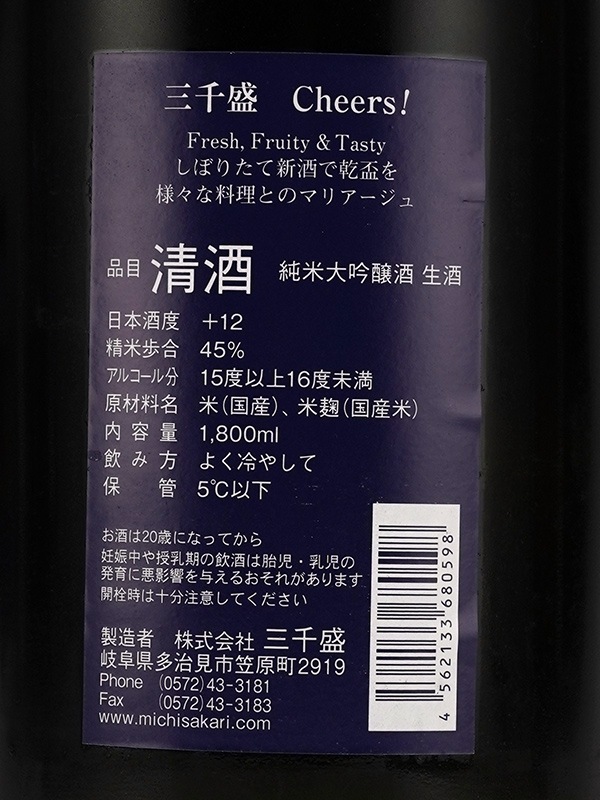 三千盛 Cheers!
Fresh, Fruity & Tasty
しぼりたて新酒で乾盃を
様々な料理とのマリアージュ
品目 清酒 純米大吟醸酒 生酒
日本酒度 +12
精米歩合 45%
アルコール分 15度以上16度未満
原材料名 米(国産)、米麹(国産米)
内容量 1,800ml
飲み方 よく冷やして
保管 5℃以下
お酒は20歳になってから
妊娠中や授乳期の飲酒は胎児・乳児の
発育に悪影響を与えるおそれがあります
開栓時は十分注意してください
製造者 株式会社 三千盛
岐阜県多治見市笠原町2919
Phone (0572)43-3181
Fax (0572)43-3183
www.michisakari.com
4 562133 680598